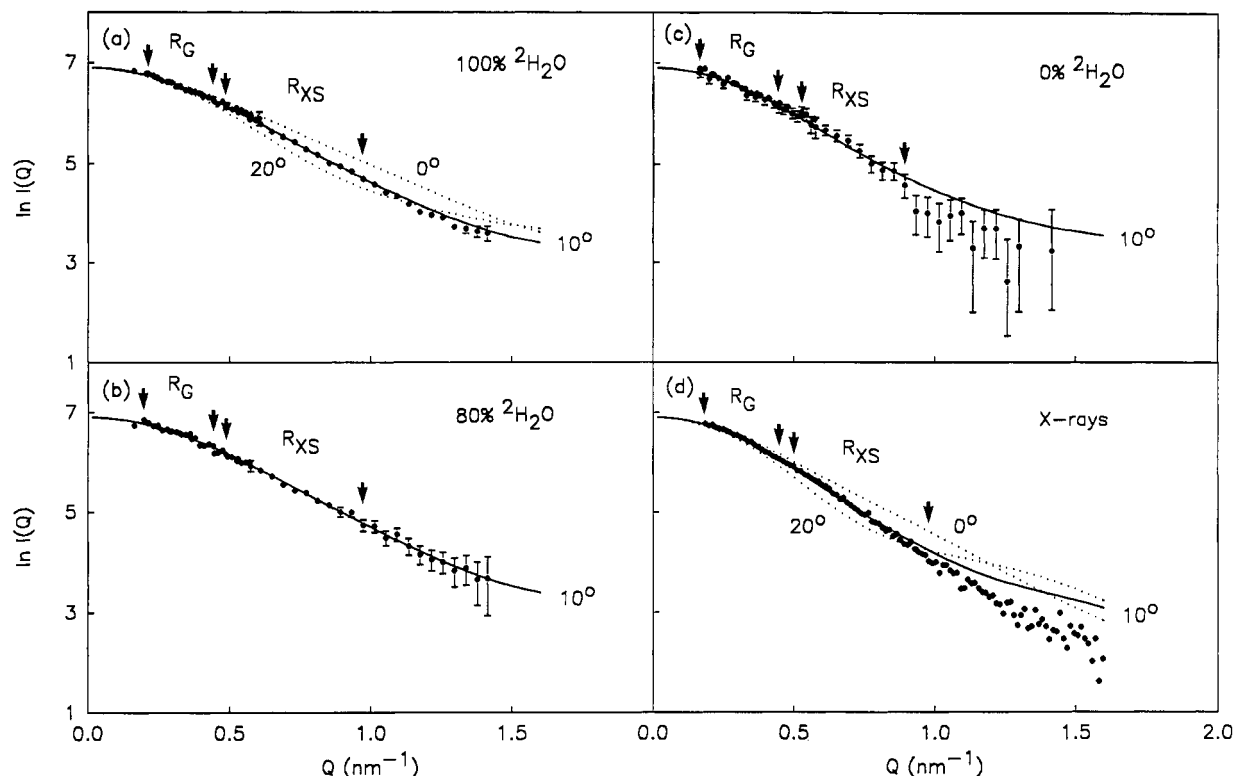 (a)
R_G
100% ²H₂O
R_XS
0°
20°
10°
7
5
3
1
ln I(Q)
(c)
R_G
0% ²H₂O
R_XS
10°
(b)
R_G
80% ²H₂O
R_XS
10°
7
5
3
1
ln I(Q)
0.0 0.5 1.0 1.5
Q (nm⁻¹)
(d)
R_G
X-rays
R_XS
0°
20°
10°
0.0 0.5 1.0 1.5 2.0
Q (nm⁻¹)